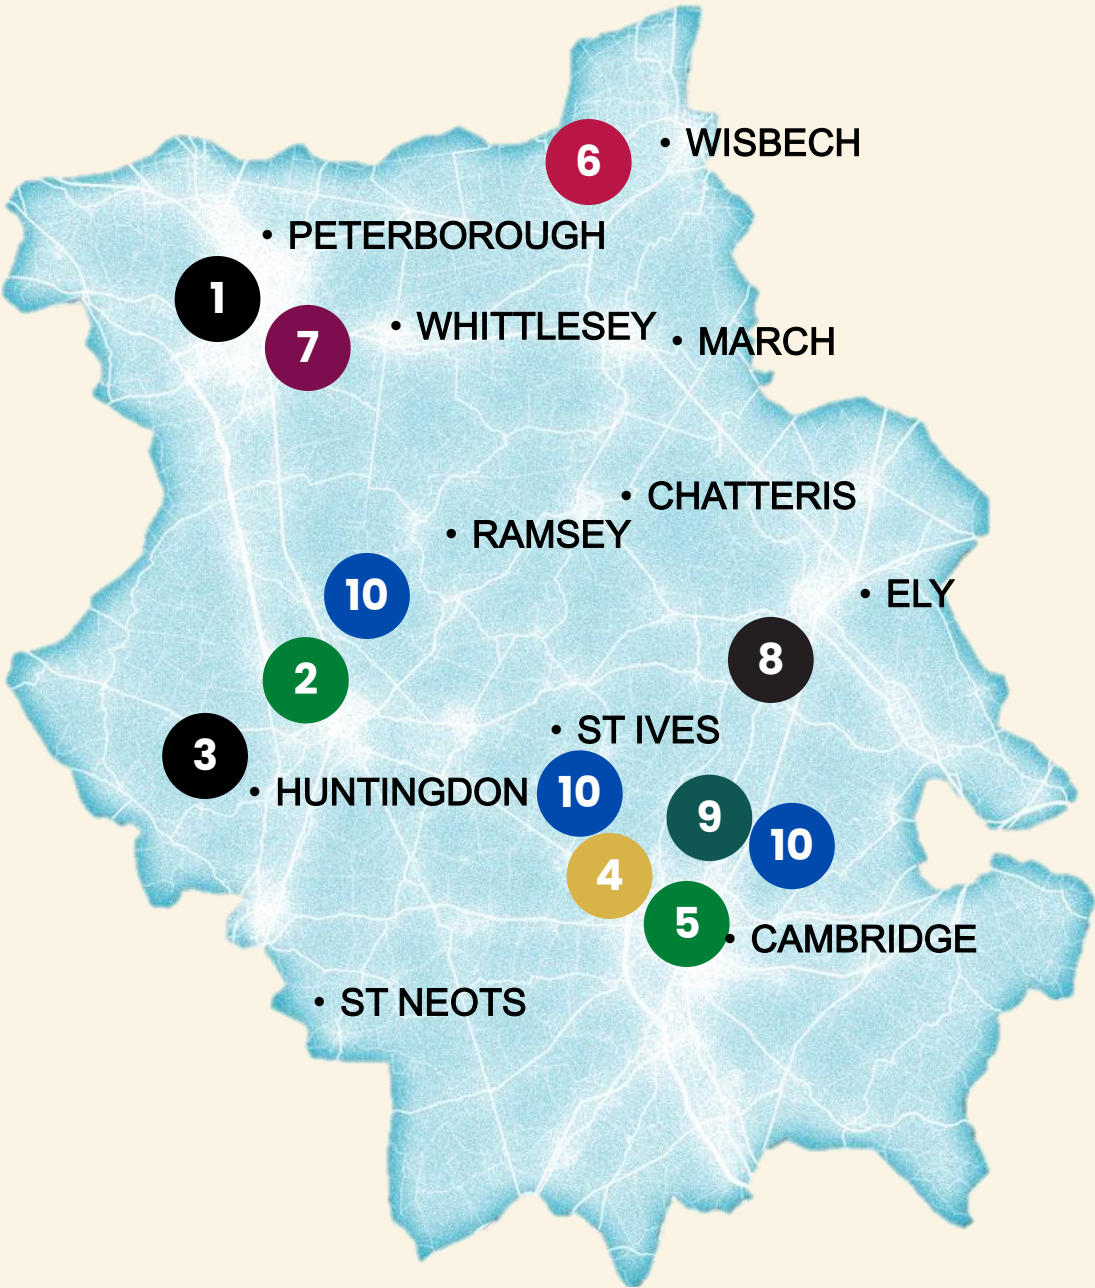 6
• WISBECH
• PETERBOROUGH
1
7
• WHITTLESEY
• MARCH
• CHATTERIS
• RAMSEY
10
• ELY
8
2
• ST IVES
3
• HUNTINGDON
10
9
10
4
5
• CAMBRIDGE
• ST NEOTS